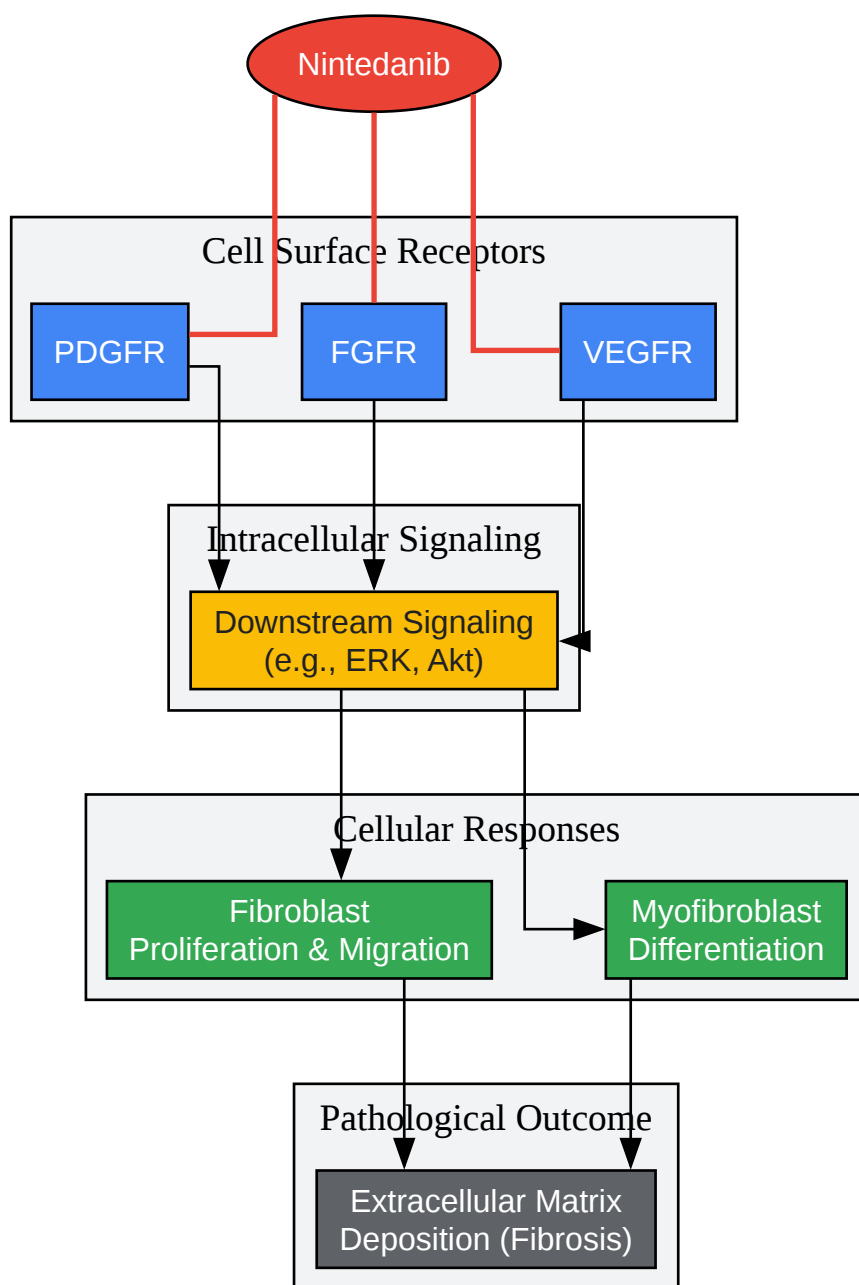 Nintedanib
Cell Surface Receptors
PDGFR
FGFR
VEGFR
Intracellular Signaling
Downstream Signaling
(e.g., ERK, Akt)
Cellular Responses
Fibroblast
Proliferation & Migration
Myofibroblast
Differentiation
Pathological Outcome
Extracellular Matrix
Deposition (Fibrosis)